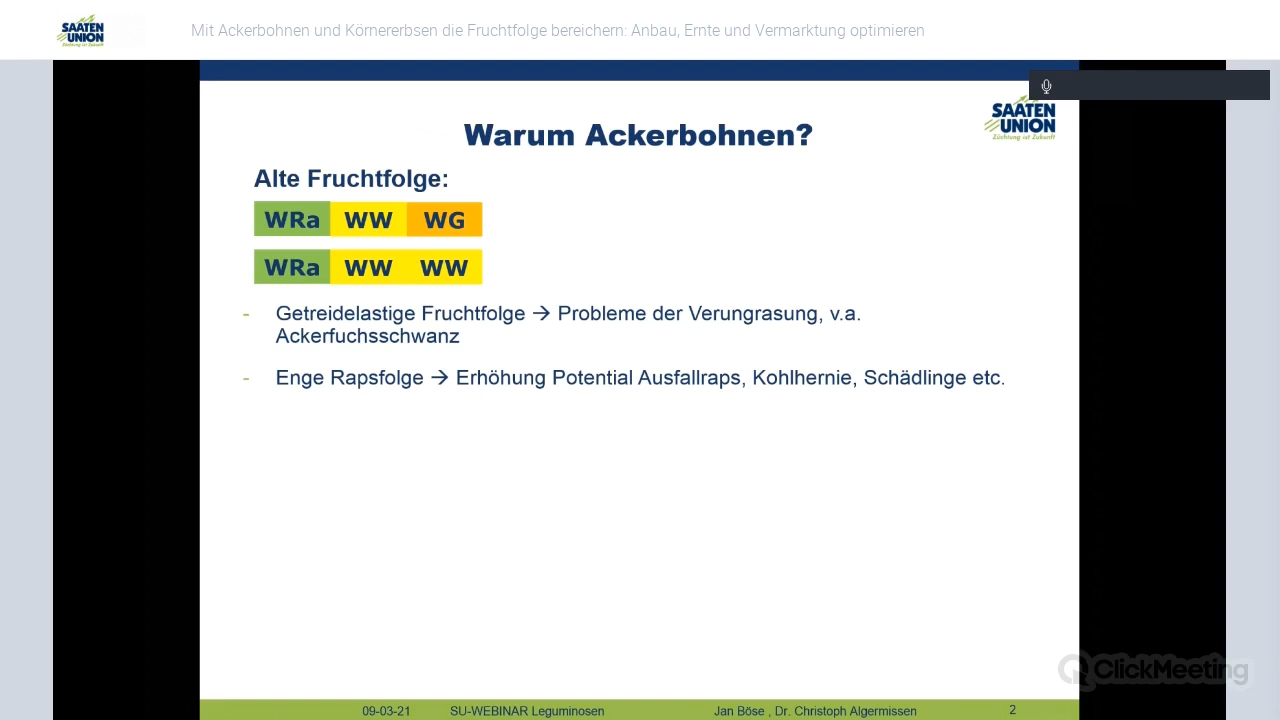 SAATEN
UNION
Züchtung ist Zukunft
Mit Ackerbohnen und Körnererbsen die Fruchtfolge bereichern: Anbau, Ernte und Vermarktung optimieren
SAATEN
UNION
Züchtung ist Zukunft
Warum Ackerbohnen?
Alte Fruchtfolge:
WRa WW WG
WRa WW WW
- Getreidelastige Fruchtfolge → Probleme der Verungrasung, v.a.
Ackerfuchsschwanz
- Enge Rapsfolge → Erhöhung Potential Ausfallraps, Kohlhernie, Schädlinge etc.
ClickMeeting
09-03-21 SU-WEBINAR Leguminosen Jan Böse , Dr. Christoph Algermissen 2